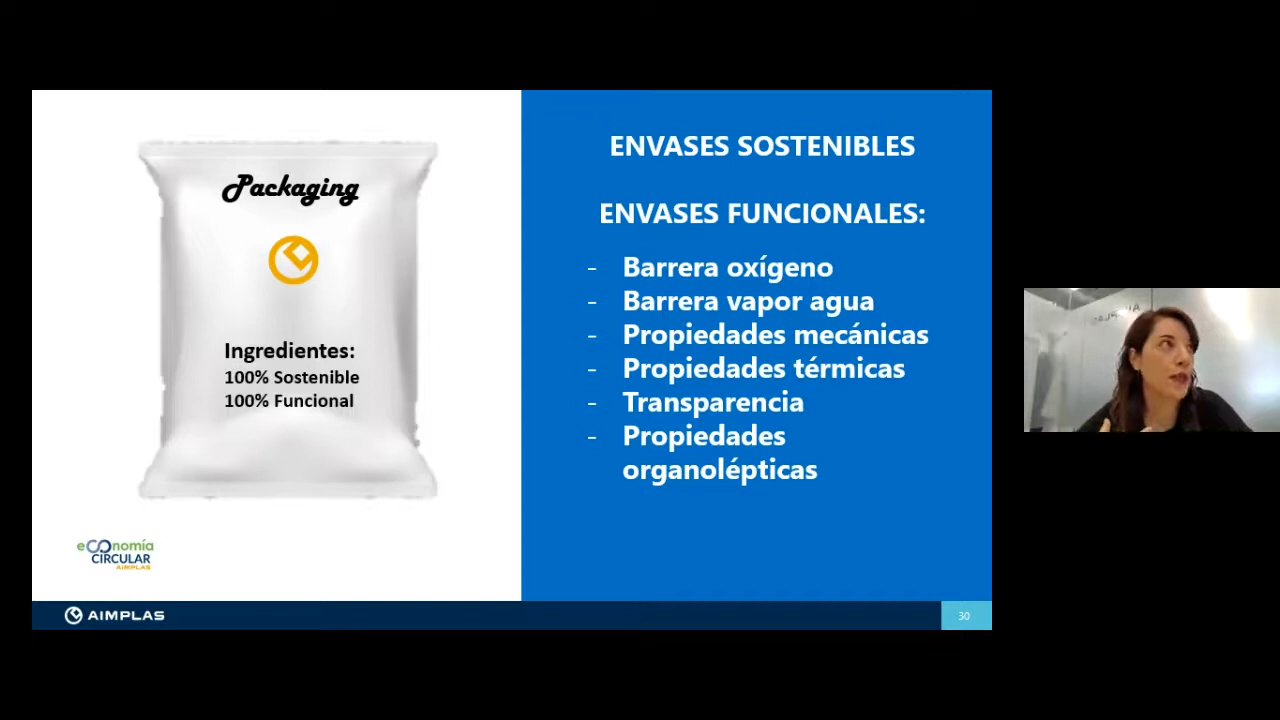 Packaging
Ingredientes:
100% Sostenible
100% Funcional
eCOnomía
CIRCULAR
AIMPLAS
ENVASES SOSTENIBLES
ENVASES FUNCIONALES:
- Barrera oxígeno
- Barrera vapor agua
- Propiedades mecánicas
- Propiedades térmicas
- Transparencia
- Propiedades
organolépticas
AIMPLAS
30